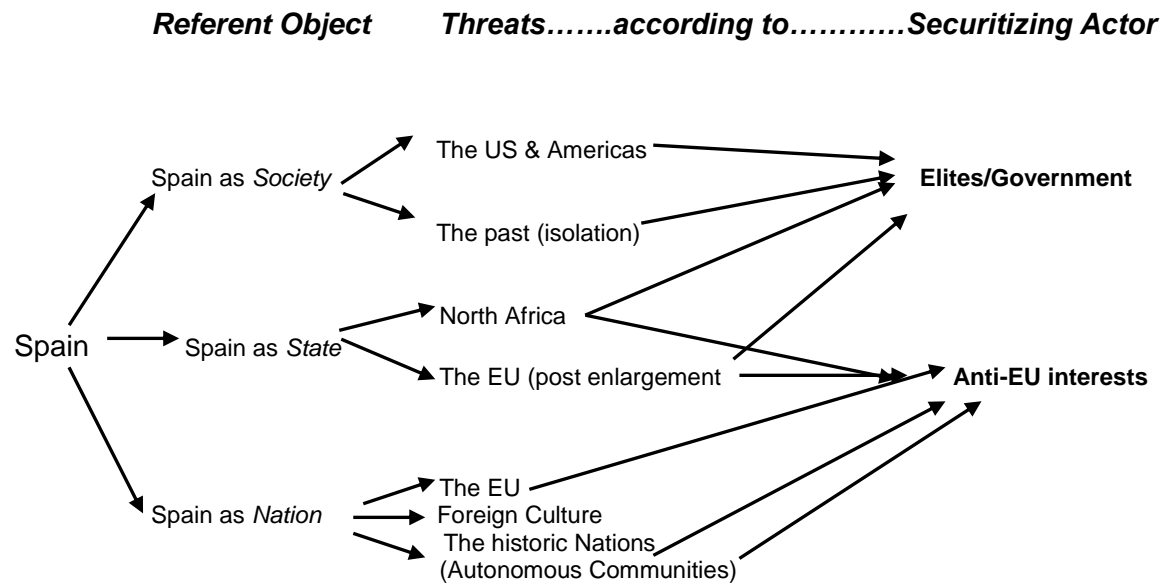 Referent Object Threats…….according to………….Securitizing Actor
The US & Americas
Spain as Society
Elites/Government
The past (isolation)
North Africa
Spain
Spain as State
The EU (post enlargement
Anti-EU interests
The EU
Spain as Nation
Foreign Culture
The historic Nations
(Autonomous Communities)